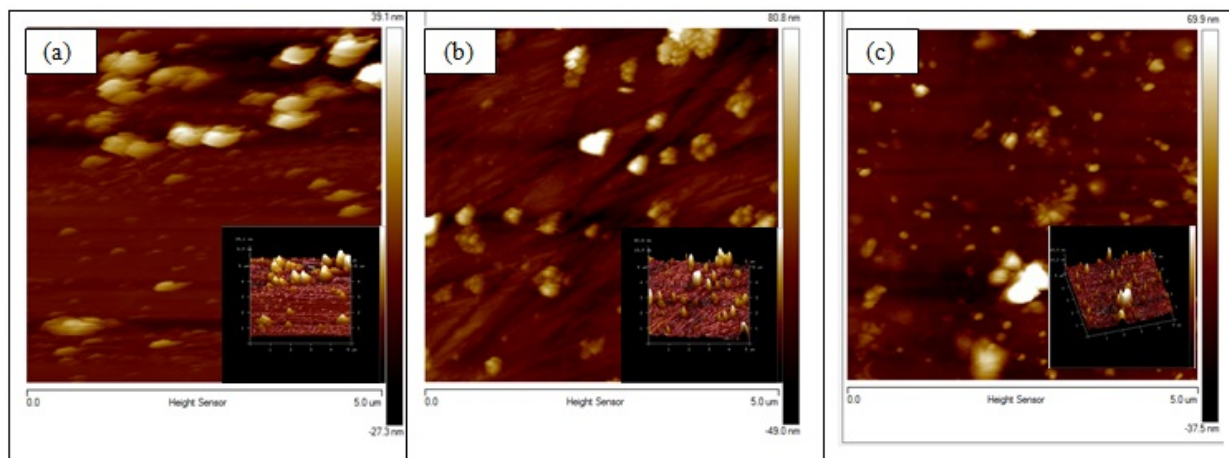 (a)
39.1 nm
0.0
Height Sensor
5.0 um
-27.3 nm
(b)
80.8 nm
0.0
Height Sensor
5.0 um
-49.0 nm
(c)
69.9 nm
0.0
Height Sensor
5.0 um
-37.5 nm